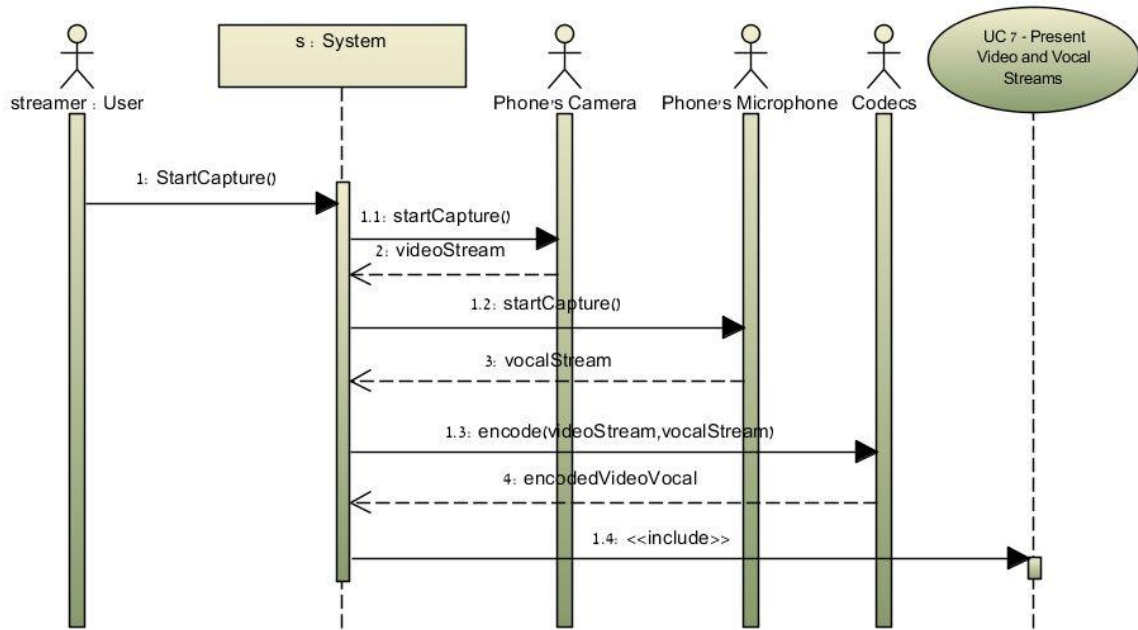 s : System
UC 7 - Present
Video and Vocal
Streams
streamer : User
Phone's Camera
Phone's Microphone
Codecs
1: StartCapture()
1.1: startCapture()
2: videoStream
1.2: startCapture()
3: vocalStream
1.3: encode(videoStream,vocalStream)
4: encodedVideoVocal
1.4: <<include>>